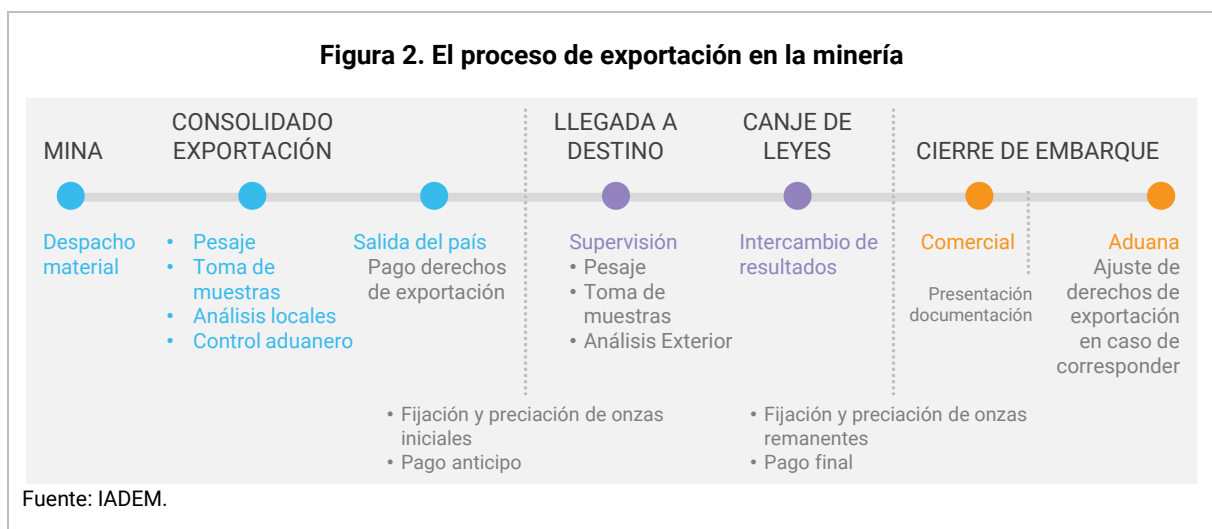 Figura 2. El proceso de exportación en la minería
MINA
CONSOLIDADO
EXPORTACIÓN
LLEGADA A
DESTINO
CANJE DE
LEYES
CIERRE DE EMBARQUE
Despacho
material
• Pesaje
• Toma de
muestras
• Análisis locales
• Control aduanero
Salida del país
Pago derechos
de exportación
Supervisión
• Pesaje
• Toma de
muestras
• Análisis Exterior
Intercambio de
resultados
Comercial
Presentación
documentación
Aduana
Ajuste de
derechos de
exportación
en caso de
corresponder
• Fijación y preciación de onzas
iniciales
• Pago anticipo
• Fijación y preciación de onzas
remanentes
• Pago final
Fuente: IADEM.